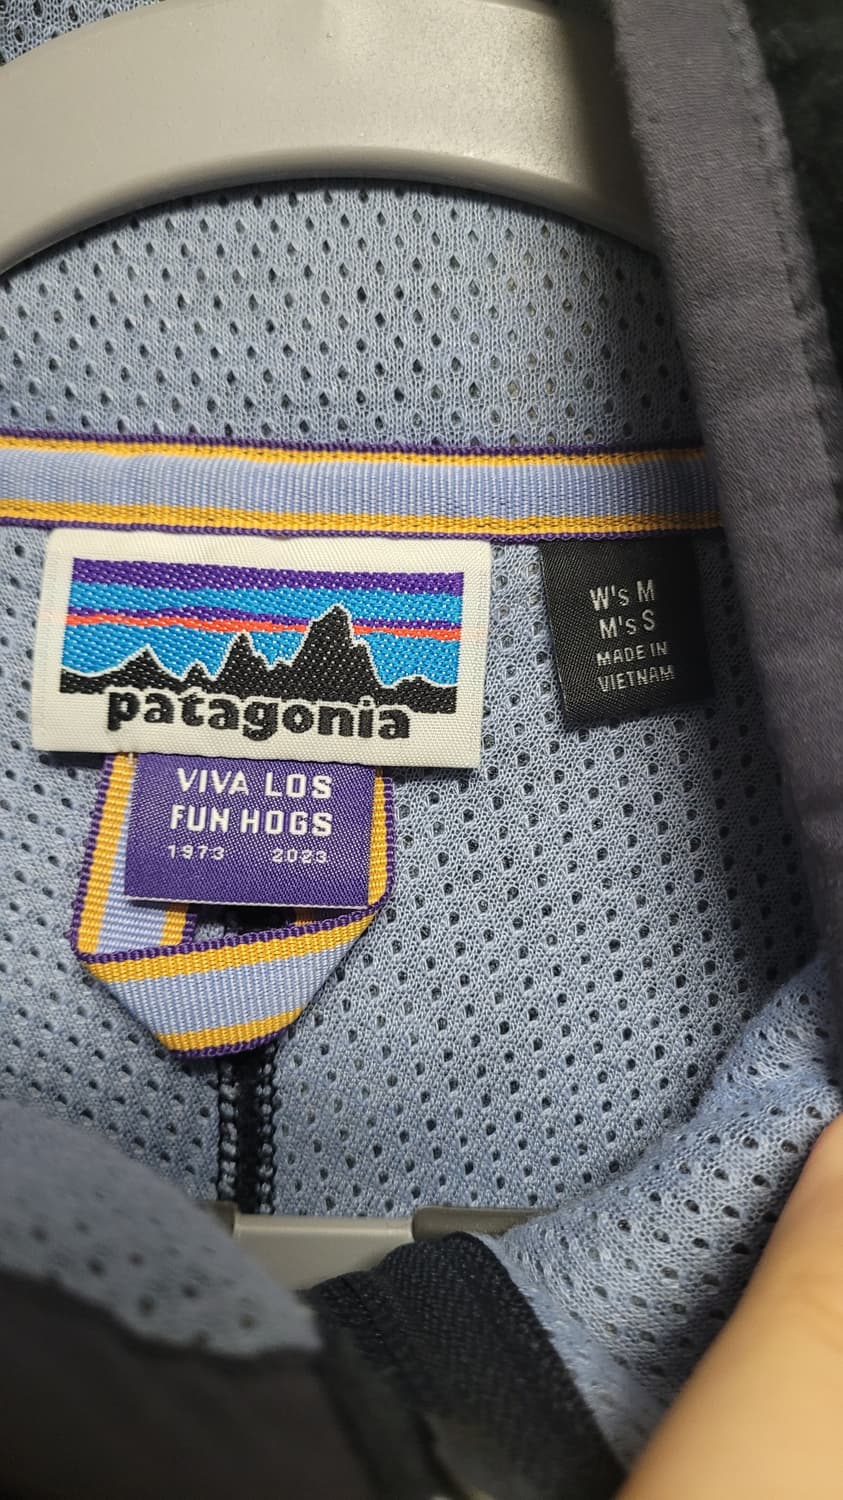 patagonia
VIVA LOS
FUN HOGS
1973 2023
W's M
M's S
MADE IN
VIETNAM